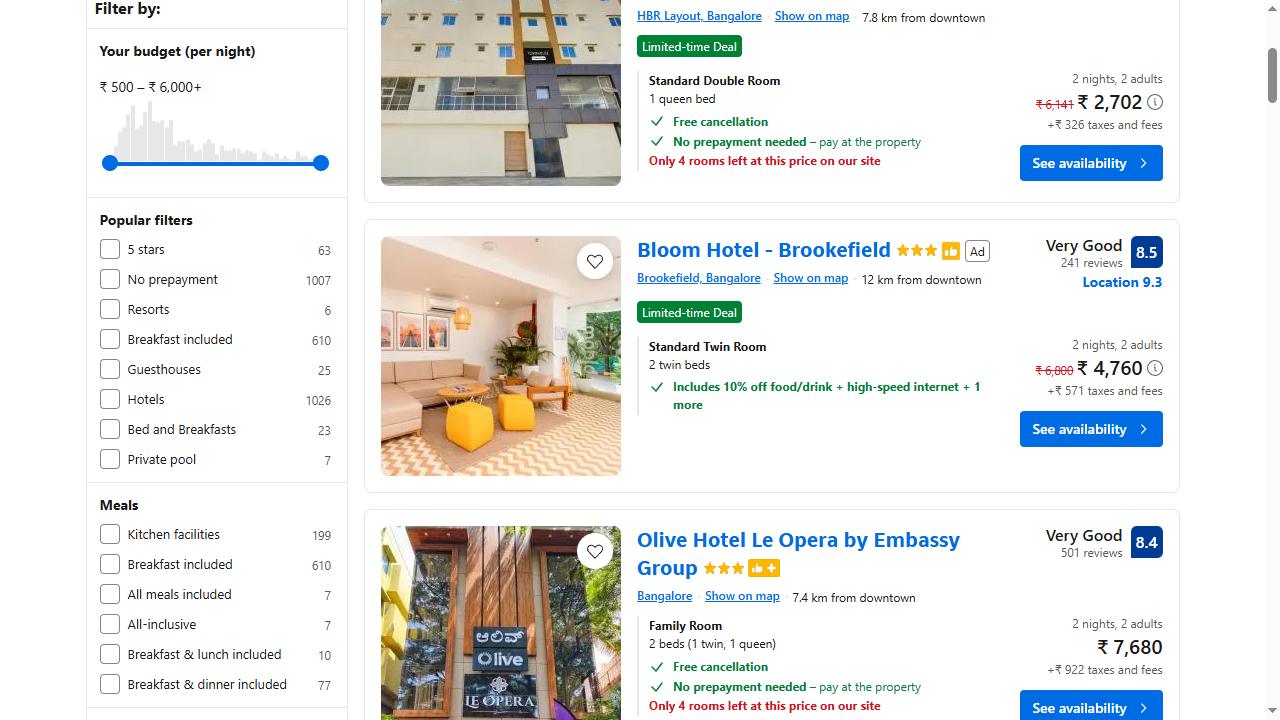 Filter by:
Your budget (per night)
₹ 500 – ₹ 6,000+
Popular filters
5 stars 63
No prepayment 1007
Resorts 6
Breakfast included 610
Guesthouses 25
Hotels 1026
Bed and Breakfasts 23
Private pool 7
Meals
Kitchen facilities 199
Breakfast included 610
All meals included 7
All-inclusive 7
Breakfast & lunch included 10
Breakfast & dinner included 77
HBR Layout, Bangalore · Show on map · 7.8 km from downtown
Limited-time Deal
Standard Double Room
1 queen bed
Free cancellation
No prepayment needed – pay at the property
Only 4 rooms left at this price on our site
2 nights, 2 adults
₹ 6,141 ₹ 2,702
+₹ 326 taxes and fees
See availability
Bloom Hotel - Brookefield Ad
Brookefield, Bangalore · Show on map · 12 km from downtown
Limited-time Deal
Standard Twin Room
2 twin beds
Includes 10% off food/drink + high-speed internet + 1
more
Very Good 8.5
241 reviews
Location 9.3
2 nights, 2 adults
₹ 6,800 ₹ 4,760
+₹ 571 taxes and fees
See availability
ಆಲಿವ್
Olive
LE OPERA
Olive Hotel Le Opera by Embassy
Group
Bangalore · Show on map · 7.4 km from downtown
Family Room
2 beds (1 twin, 1 queen)
Free cancellation
No prepayment needed – pay at the property
Only 4 rooms left at this price on our site
Very Good 8.4
501 reviews
2 nights, 2 adults
₹ 7,680
+₹ 922 taxes and fees
See availability